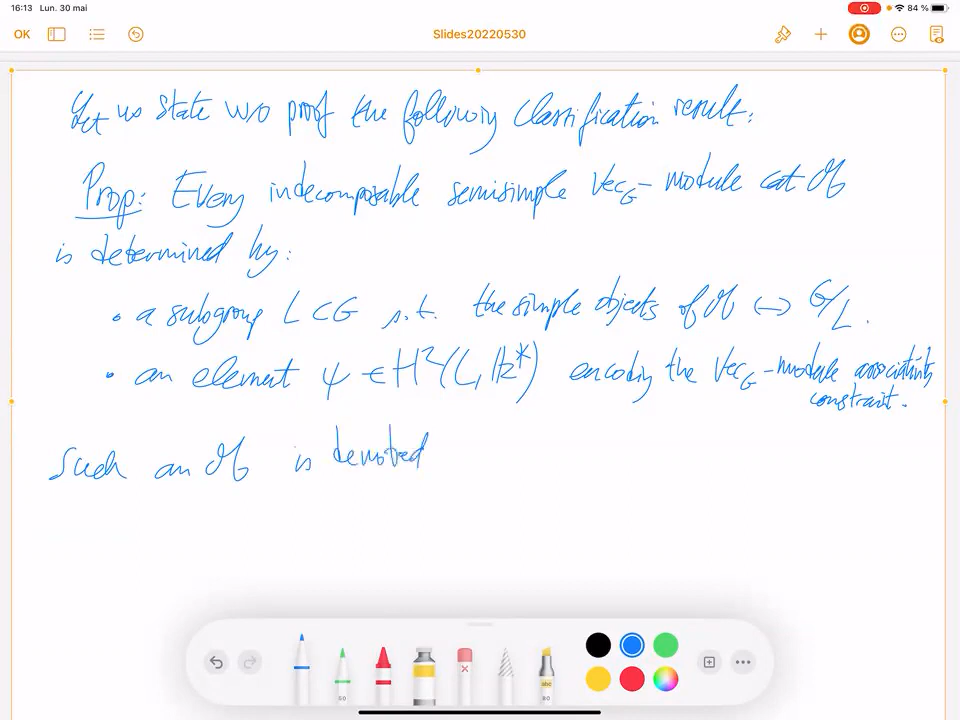 16:13 Lun. 30 mai 84 %
OK Slides20220530
Let us state w/o proof the following classification result:
Prop: Every indecomposable semisimple Vec_G-module cat ℳ
is determined by:
• a subgroup L ⊂ G s.t. the simple objects of ℳ ↔ G/L.
• an element ψ ∈ H²(L, 𝕜*) encoding the Vec_G-module associativity
constraint.
Such an ℳ is denoted